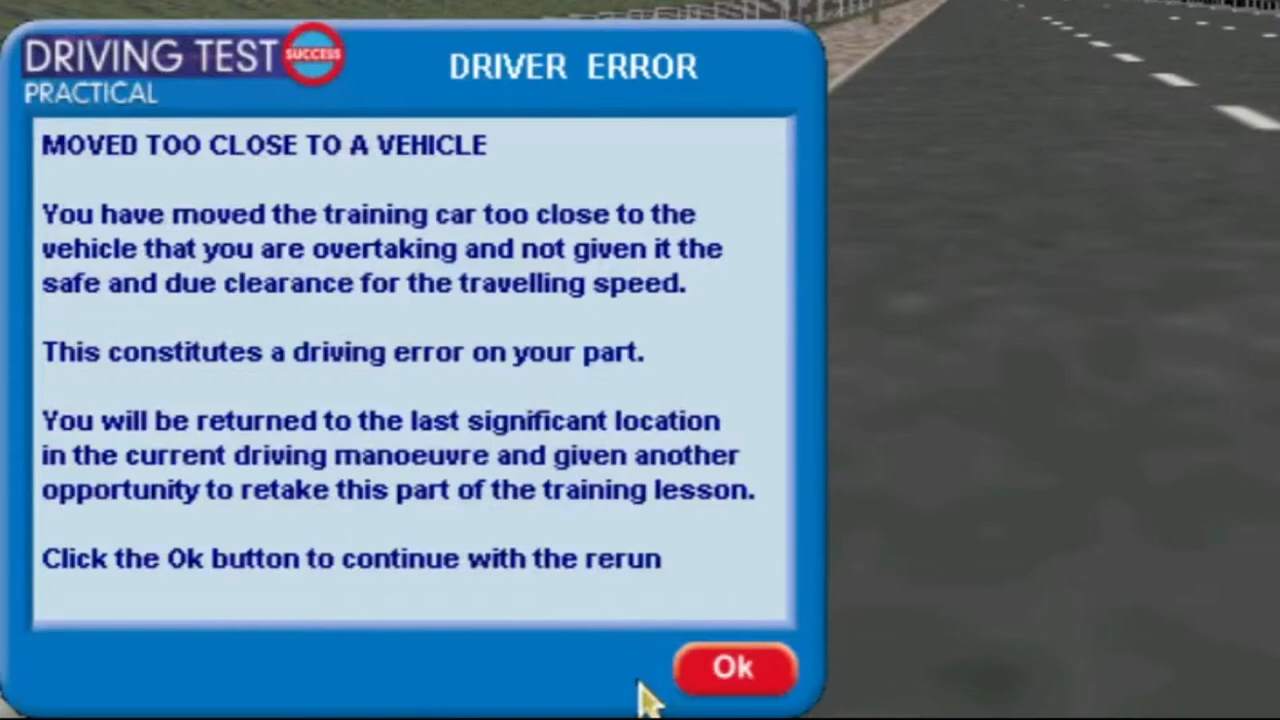 DRIVING TEST SUCCESS
PRACTICAL
DRIVER ERROR
MOVED TOO CLOSE TO A VEHICLE
You have moved the training car too close to the
vehicle that you are overtaking and not given it the
safe and due clearance for the travelling speed.
This constitutes a driving error on your part.
You will be returned to the last significant location
in the current driving manoeuvre and given another
opportunity to retake this part of the training lesson.
Click the Ok button to continue with the rerun
Ok